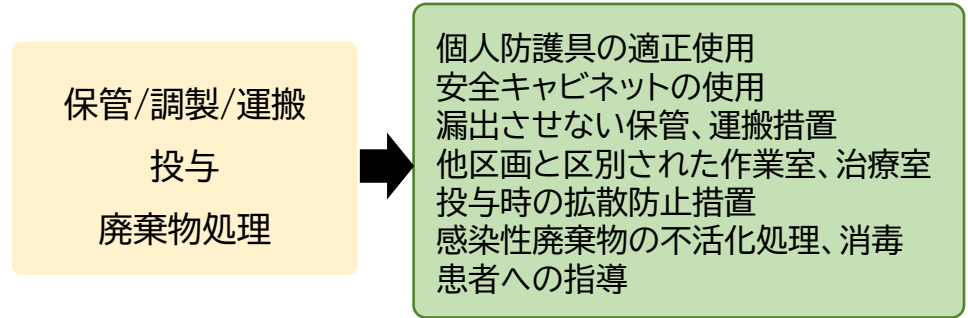 保管/調製/運搬
投与
廃棄物処理
個人防護具の適正使用
安全キャビネットの使用
漏出させない保管、運搬措置
他区画と区別された作業室、治療室
投与時の拡散防止措置
感染性廃棄物の不活化処理、消毒
患者への指導